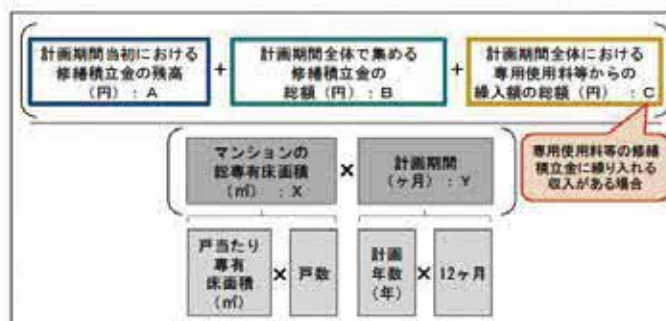 計画期間当初における
修繕積立金の残高
(円) : A
+
計画期間全体で集める
修繕積立金の
総額(円) : B
+
計画期間全体における
専用使用料等からの
繰入額の総額(円) : C
マンションの
総専有床面積
(㎡) : X
×
計画期間
(ヶ月) : Y
専用使用料等の修繕
積立金に繰り入れる
収入がある場合
戸当たり
専有
床面積
(㎡)
×
戸数
計画
年数
(年)
×
12ヶ月